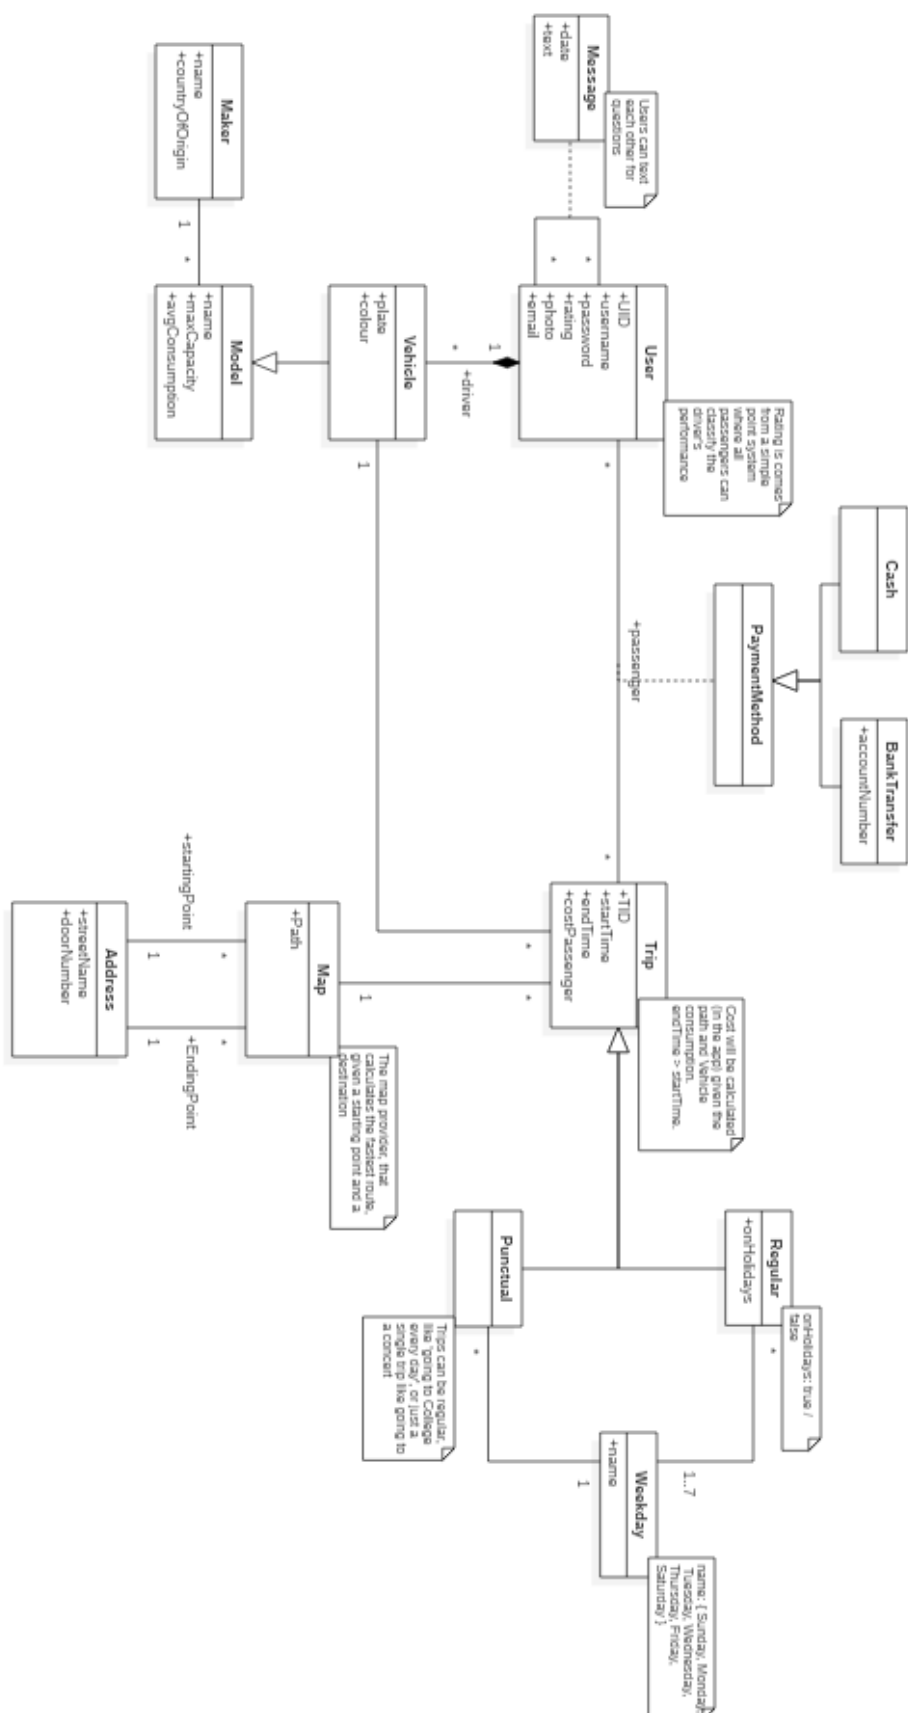 Cash
BankTransfer
+accountNumber
PaymentMethod
Rating is comes
from a simple
point system
where all
passengers can
classify the
driver's
performance
Users can text
each other for
questions
Message
+date
+text
User
+UID
+username
+password
+rating
+photo
+email
*
*
*
+passenger
*
Trip
+TID
+startTime
+endTime
+costPassenger
Cost will be calculated
(in the app) given the
path and Vehicle
consumption.
endTime > startTime.
Regular
+onHollidays
onHolidays: true /
false
*
1..7
Weekday
+name
name: { Sunday, Monday,
Tuesday, Wednesday,
Thursday, Friday,
Saturday }
1
*
Punctual
Trips can be regular,
like 'going to College
every day', or just a
single trip like going to
a concert
1
*
+driver
Vehicle
+plate
+colour
1
*
*
1
Map
+Path
The map provider, that
calculates the fastest route,
given a starting point and a
destination
Maker
+name
+countryOfOrigin
1
*
Model
+name
+maxCapacity
+avgConsumption
+startingPoint
*
1
*
1
+EndingPoint
Address
+streetName
+doorNumber